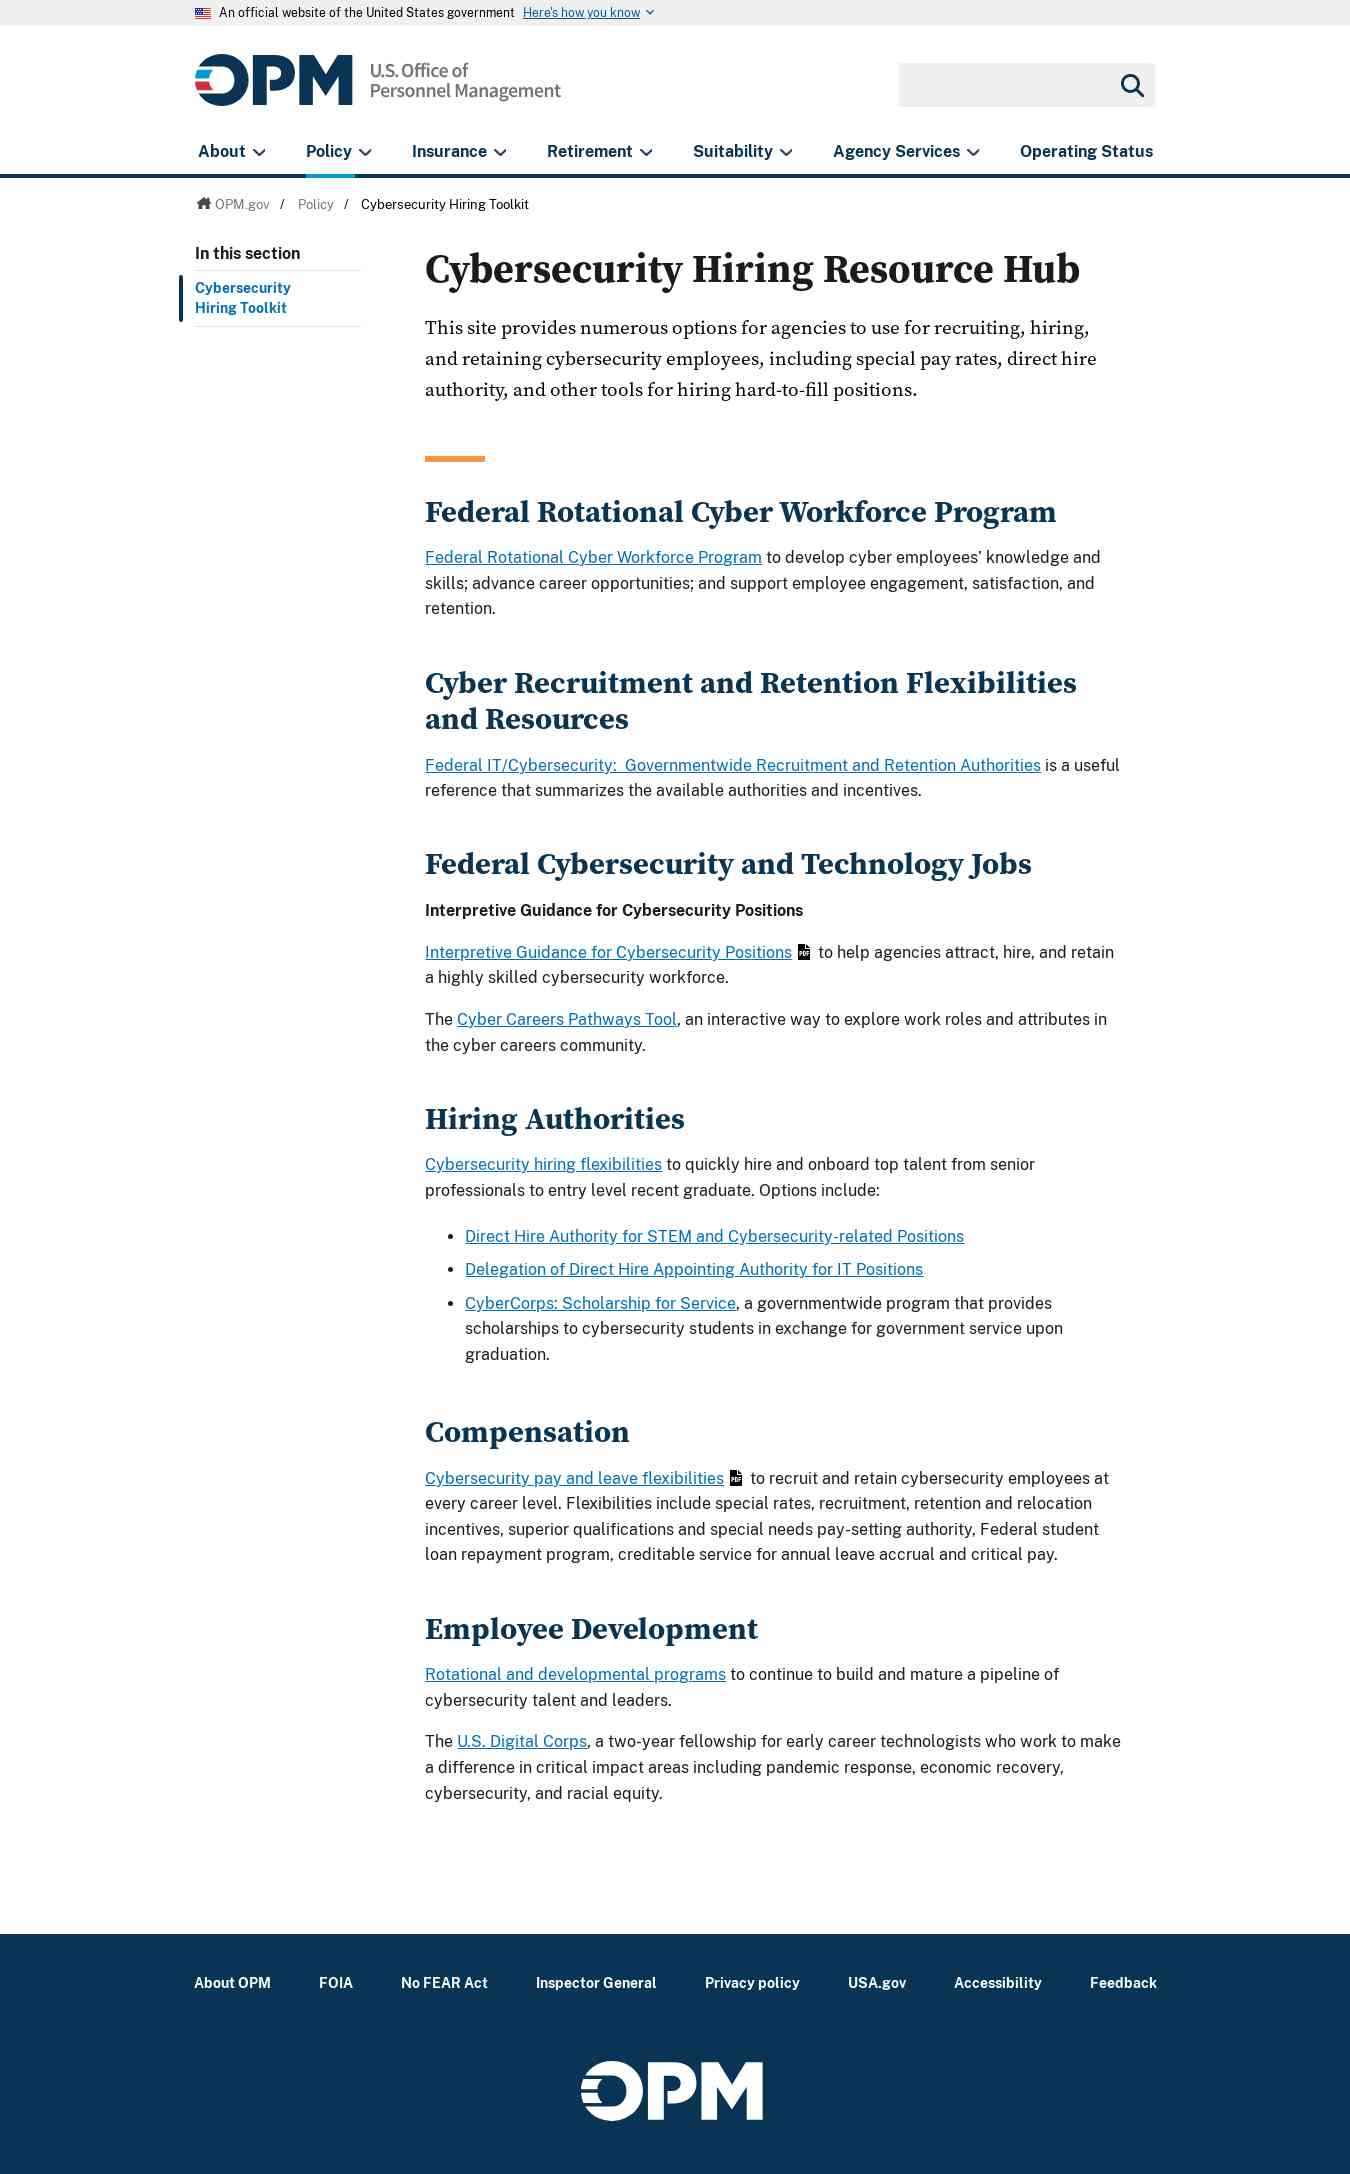 An official website of the United States government Here's how you know
OPM
U.S. Office of
Personnel Management
About Policy Insurance Retirement Suitability Agency Services Operating Status
OPM.gov / Policy / Cybersecurity Hiring Toolkit
In this section
Cybersecurity
Hiring Toolkit
Cybersecurity Hiring Resource Hub
This site provides numerous options for agencies to use for recruiting, hiring,
and retaining cybersecurity employees, including special pay rates, direct hire
authority, and other tools for hiring hard-to-fill positions.
Federal Rotational Cyber Workforce Program
Federal Rotational Cyber Workforce Program to develop cyber employees' knowledge and
skills; advance career opportunities; and support employee engagement, satisfaction, and
retention.
Cyber Recruitment and Retention Flexibilities
and Resources
Federal IT/Cybersecurity:  Governmentwide Recruitment and Retention Authorities is a useful
reference that summarizes the available authorities and incentives.
Federal Cybersecurity and Technology Jobs
Interpretive Guidance for Cybersecurity Positions
Interpretive Guidance for Cybersecurity Positions PDF to help agencies attract, hire, and retain
a highly skilled cybersecurity workforce.
The Cyber Careers Pathways Tool, an interactive way to explore work roles and attributes in
the cyber careers community.
Hiring Authorities
Cybersecurity hiring flexibilities to quickly hire and onboard top talent from senior
professionals to entry level recent graduate. Options include:
• Direct Hire Authority for STEM and Cybersecurity-related Positions
• Delegation of Direct Hire Appointing Authority for IT Positions
• CyberCorps: Scholarship for Service, a governmentwide program that provides
scholarships to cybersecurity students in exchange for government service upon
graduation.
Compensation
Cybersecurity pay and leave flexibilities PDF to recruit and retain cybersecurity employees at
every career level. Flexibilities include special rates, recruitment, retention and relocation
incentives, superior qualifications and special needs pay-setting authority, Federal student
loan repayment program, creditable service for annual leave accrual and critical pay.
Employee Development
Rotational and developmental programs to continue to build and mature a pipeline of
cybersecurity talent and leaders.
The U.S. Digital Corps, a two-year fellowship for early career technologists who work to make
a difference in critical impact areas including pandemic response, economic recovery,
cybersecurity, and racial equity.
About OPM FOIA No FEAR Act Inspector General Privacy policy USA.gov Accessibility Feedback
OPM